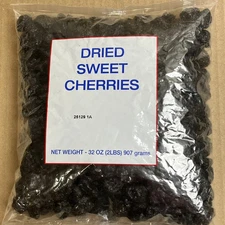 DRIED
SWEET
CHERRIES
26128 1A
NET WEIGHT - 32 OZ (2LBS) 907 grams